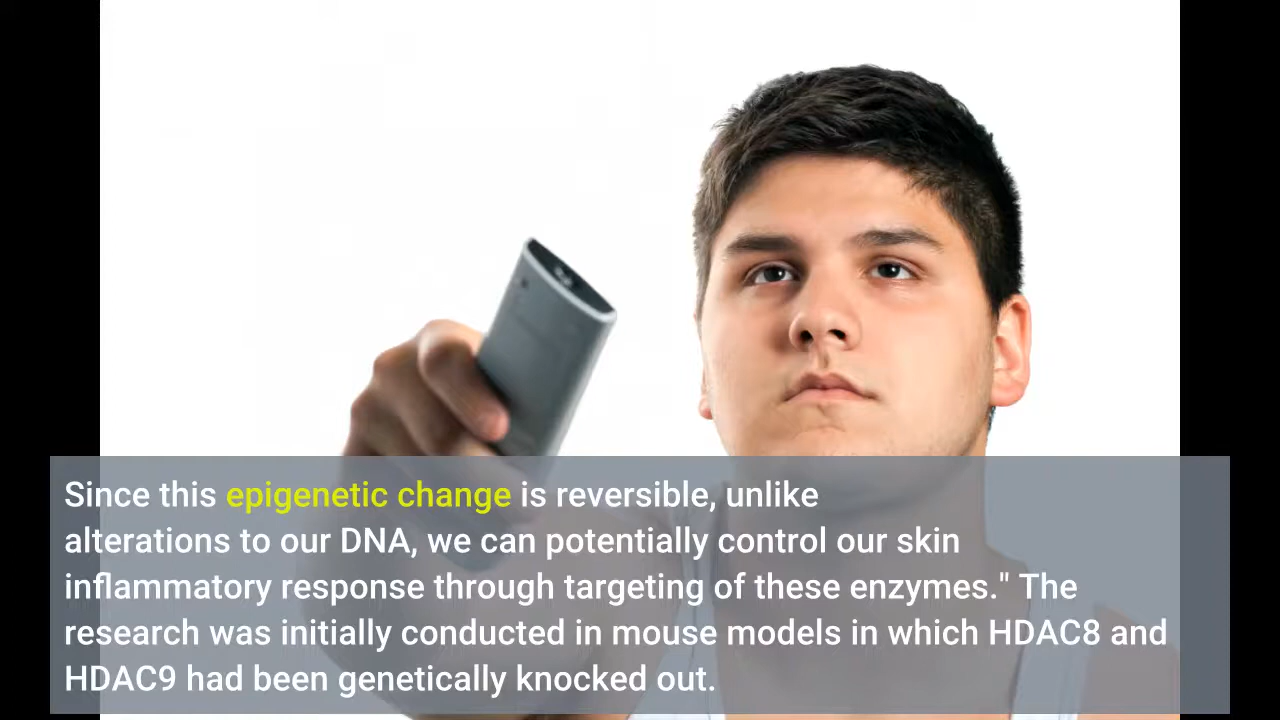 Since this epigenetic change is reversible, unlike
alterations to our DNA, we can potentially control our skin
inflammatory response through targeting of these enzymes." The
research was initially conducted in mouse models in which HDAC8 and
HDAC9 had been genetically knocked out.